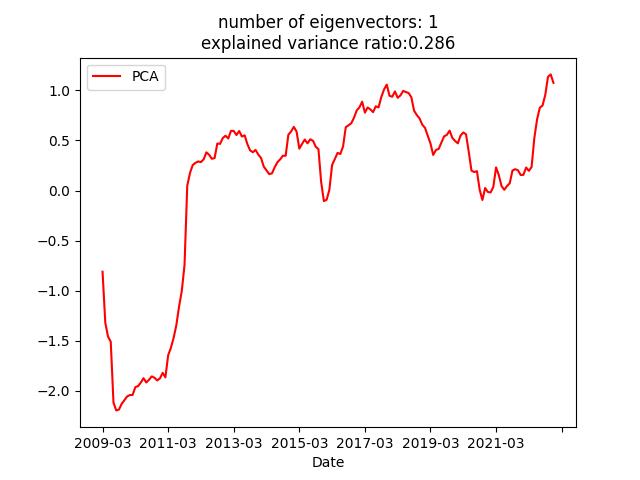 number of eigenvectors: 1
explained variance ratio:0.286
PCA
1.0
0.5
0.0
−0.5
−1.0
−1.5
−2.0
2009-03 2011-03 2013-03 2015-03 2017-03 2019-03 2021-03
Date